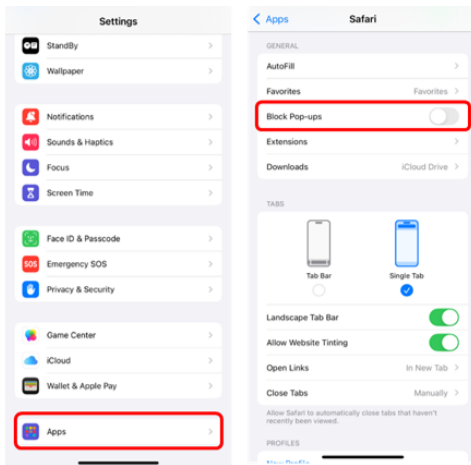 Settings
StandBy
Wallpaper
Notifications
Sounds & Haptics
Focus
Screen Time
Face ID & Passcode
SOS Emergency SOS
Privacy & Security
Game Center
iCloud
Wallet & Apple Pay
Apps
Apps Safari
GENERAL
AutoFill
Favorites Favorites
Block Pop-ups
Extensions
Downloads iCloud Drive
TABS
Tab Bar Single Tab
Landscape Tab Bar
Allow Website Tinting
Open Links In New Tab
Close Tabs Manually
Allow Safari to automatically close tabs that haven't
recently been viewed.
PROFILES
New Profile